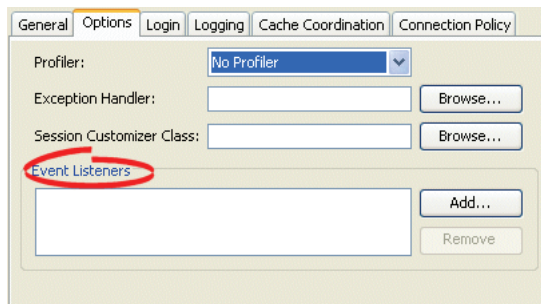 General Options Login Logging Cache Coordination Connection Policy
Profiler: No Profiler
Exception Handler: Browse...
Session Customizer Class: Browse...
Event Listeners
Add...
Remove